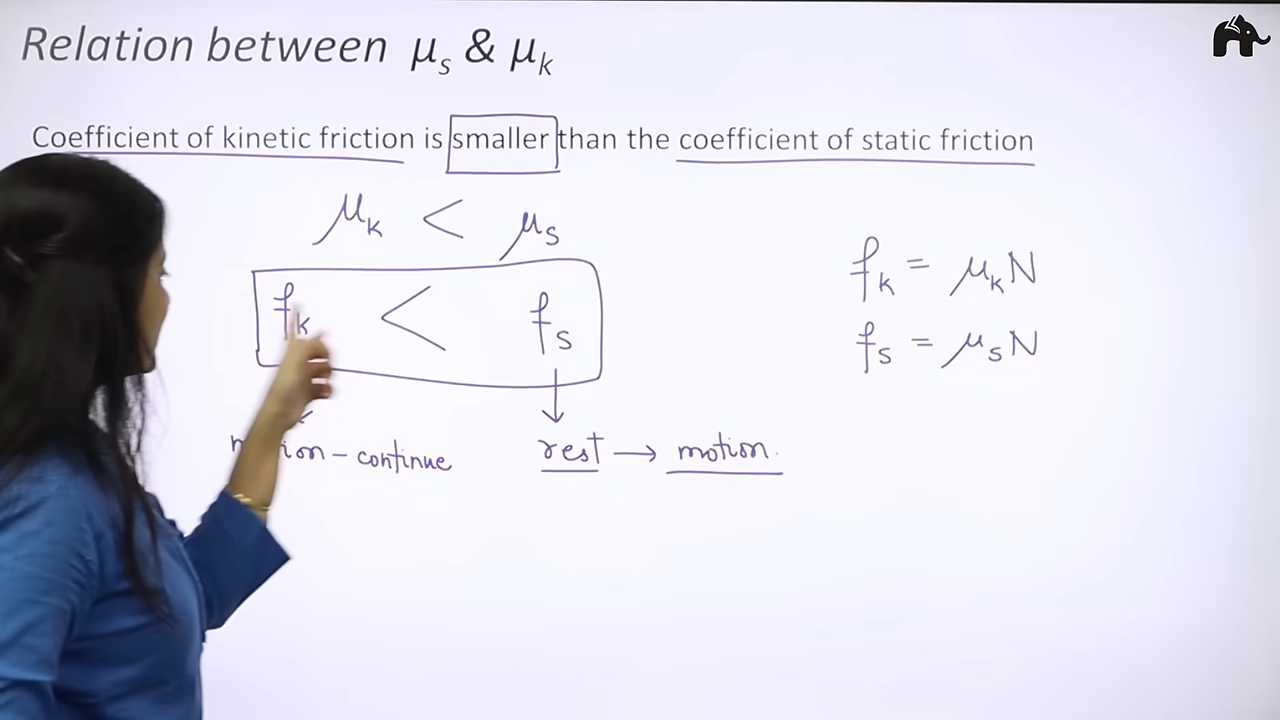 Relation between μs & μk
Coefficient of kinetic friction is smaller than the coefficient of static friction
μk < μs
fk < fs
fk = μkN
fs = μsN
– continue
rest → motion.